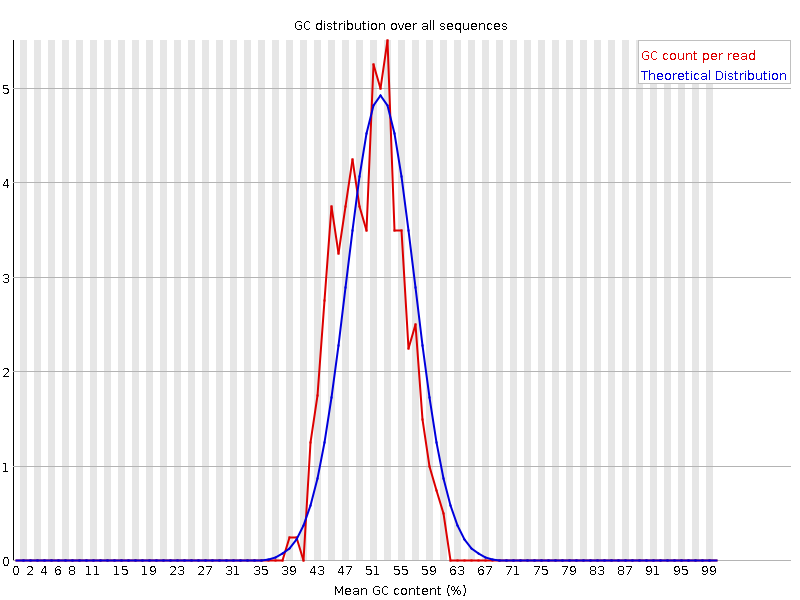 GC distribution over all sequences
GC count per read
Theoretical Distribution
5
4
3
2
1
0
0 2 4 6 8 11 15 19 23 27 31 35 39 43 47 51 55 59 63 67 71 75 79 83 87 91 95 99
Mean GC content (%)